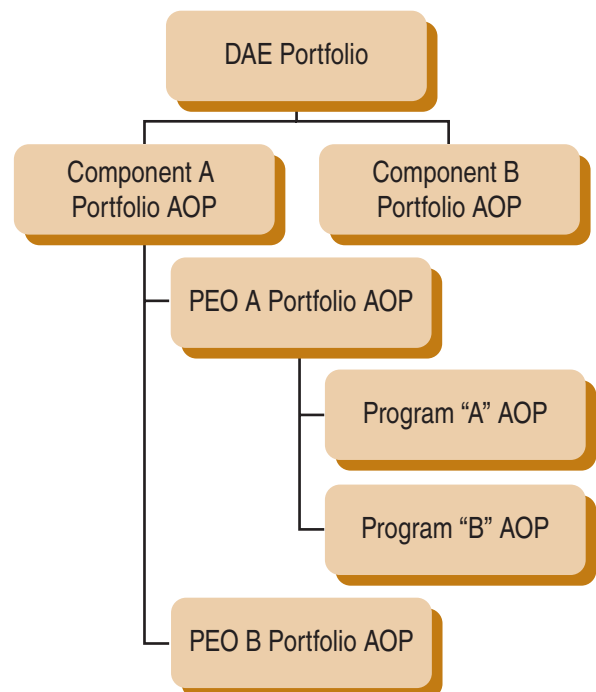 DAE Portfolio
Component A
Portfolio AOP
Component B
Portfolio AOP
PEO A Portfolio AOP
Program “A” AOP
Program “B” AOP
PEO B Portfolio AOP